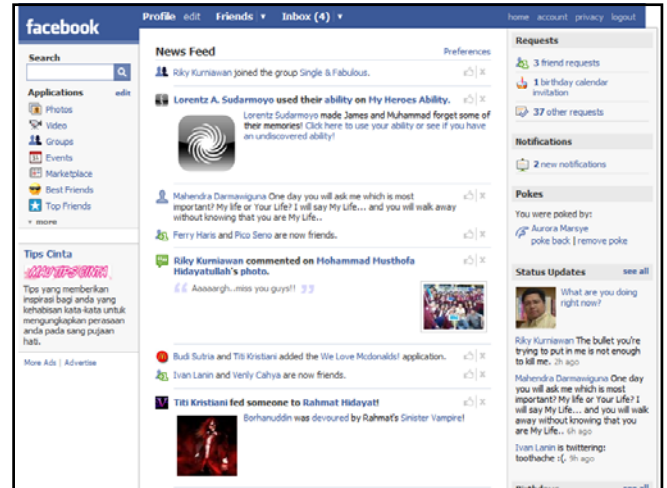 facebook
Profile edit Friends ▼ Inbox (4) ▼
home account privacy logout
Search
Applications edit
Photos
Video
Groups
Events
Marketplace
Best Friends
Top Friends
▼ more
Tips Cinta
MAU TIPS CINTA
Tips yang memberikan
inspirasi bagi anda yang
kehabisan kata-kata untuk
mengungkapkan perasaan
anda pada sang pujaan
hati.
More Ads | Advertise
News Feed
Preferences
Riky Kurniawan joined the group Single & Fabulous.
Lorentz A. Sudarmoyo used their ability on My Heroes Ability.
Lorentz Sudarmoyo made James and Muhammad forget some of
their memories! Click here to use your ability or see if you have
an undiscovered ability!
Mahendra Darmawiguna One day you will ask me which is most
important? My life or Your Life? I will say My Life... and you will walk
away without knowing that you are My Life..
Ferry Haris and Pico Seno are now friends.
Riky Kurniawan commented on Mohammad Musthofa
Hidayatullah's photo.
Aaaaargh..miss you guys!!
Budi Sutria and Titi Kristiani added the We Love Mcdonalds! application.
Ivan Lanin and Venly Cahya are now friends.
Titi Kristiani fed someone to Rahmat Hidayat!
Borhanuddin was devoured by Rahmat's Sinister Vampire!
Requests
3 friend requests
1 birthday calendar
invitation
37 other requests
Notifications
2 new notifications
Pokes
You were poked by:
Aurora Marsye
poke back | remove poke
Status Updates see all
What are you doing
right now?
Riky Kurniawan The bullet you're
trying to put in me is not enough
to kill me. 2h ago
Mahendra Darmawiguna One day
you will ask me which is most
important? My life or Your Life? I
will say My Life... and you will walk
away without knowing that you
are My Life.. 6h ago
Ivan Lanin is twittering:
toothache :(. 9h ago
Birthdays see all